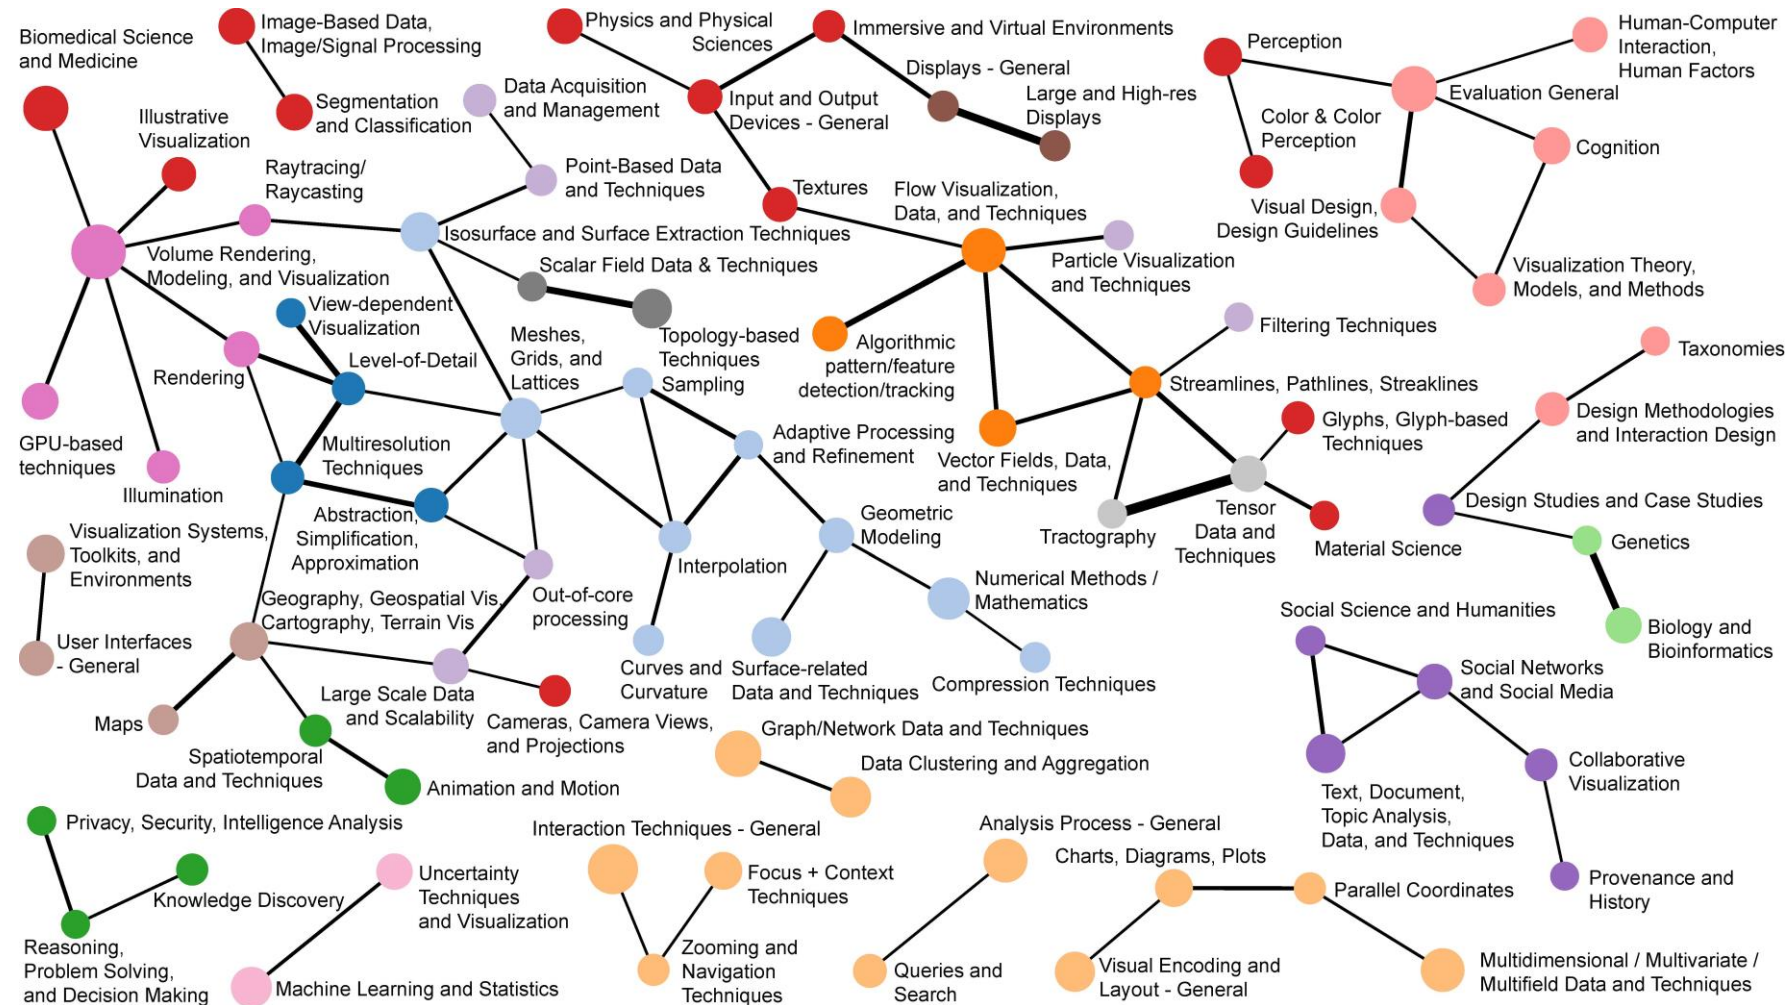 Biomedical Science
and Medicine
Image-Based Data,
Image/Signal Processing
Segmentation
and Classification
Illustrative
Visualization
Raytracing/
Raycasting
Data Acquisition
and Management
Point-Based Data
and Techniques
Physics and Physical
Sciences
Immersive and Virtual Environments
Displays - General
Large and High-res
Displays
Input and Output
Devices - General
Textures
Flow Visualization,
Data, and Techniques
Perception
Color & Color
Perception
Human-Computer
Interaction,
Human Factors
Evaluation General
Cognition
Visual Design,
Design Guidelines
Visualization Theory,
Models, and Methods
Volume Rendering,
Modeling, and Visualization
Isosurface and Surface Extraction Techniques
Scalar Field Data & Techniques
Topology-based
Techniques
View-dependent
Visualization
Level-of-Detail
Rendering
Meshes,
Grids, and
Lattices
Sampling
Particle Visualization
and Techniques
Algorithmic
pattern/feature
detection/tracking
Filtering Techniques
Streamlines, Pathlines, Streaklines
Glyphs, Glyph-based
Techniques
Taxonomies
Design Methodologies
and Interaction Design
GPU-based
techniques
Illumination
Multiresolution
Techniques
Adaptive Processing
and Refinement
Vector Fields, Data,
and Techniques
Tractography
Tensor
Data and
Techniques
Material Science
Design Studies and Case Studies
Genetics
Biology and
Bioinformatics
Visualization Systems,
Toolkits, and
Environments
User Interfaces
- General
Abstraction,
Simplification,
Approximation
Geometric
Modeling
Interpolation
Numerical Methods /
Mathematics
Out-of-core
processing
Geography, Geospatial Vis,
Cartography, Terrain Vis
Curves and
Curvature
Surface-related
Data and Techniques
Compression Techniques
Social Science and Humanities
Social Networks
and Social Media
Maps
Large Scale Data
and Scalability
Cameras, Camera Views,
and Projections
Spatiotemporal
Data and Techniques
Animation and Motion
Graph/Network Data and Techniques
Data Clustering and Aggregation
Text, Document,
Topic Analysis,
Data, and Techniques
Collaborative
Visualization
Provenance and
History
Privacy, Security, Intelligence Analysis
Knowledge Discovery
Reasoning,
Problem Solving,
and Decision Making
Uncertainty
Techniques
and Visualization
Machine Learning and Statistics
Interaction Techniques - General
Focus + Context
Techniques
Zooming and
Navigation
Techniques
Analysis Process - General
Queries and
Search
Charts, Diagrams, Plots
Parallel Coordinates
Visual Encoding and
Layout - General
Multidimensional / Multivariate /
Multifield Data and Techniques